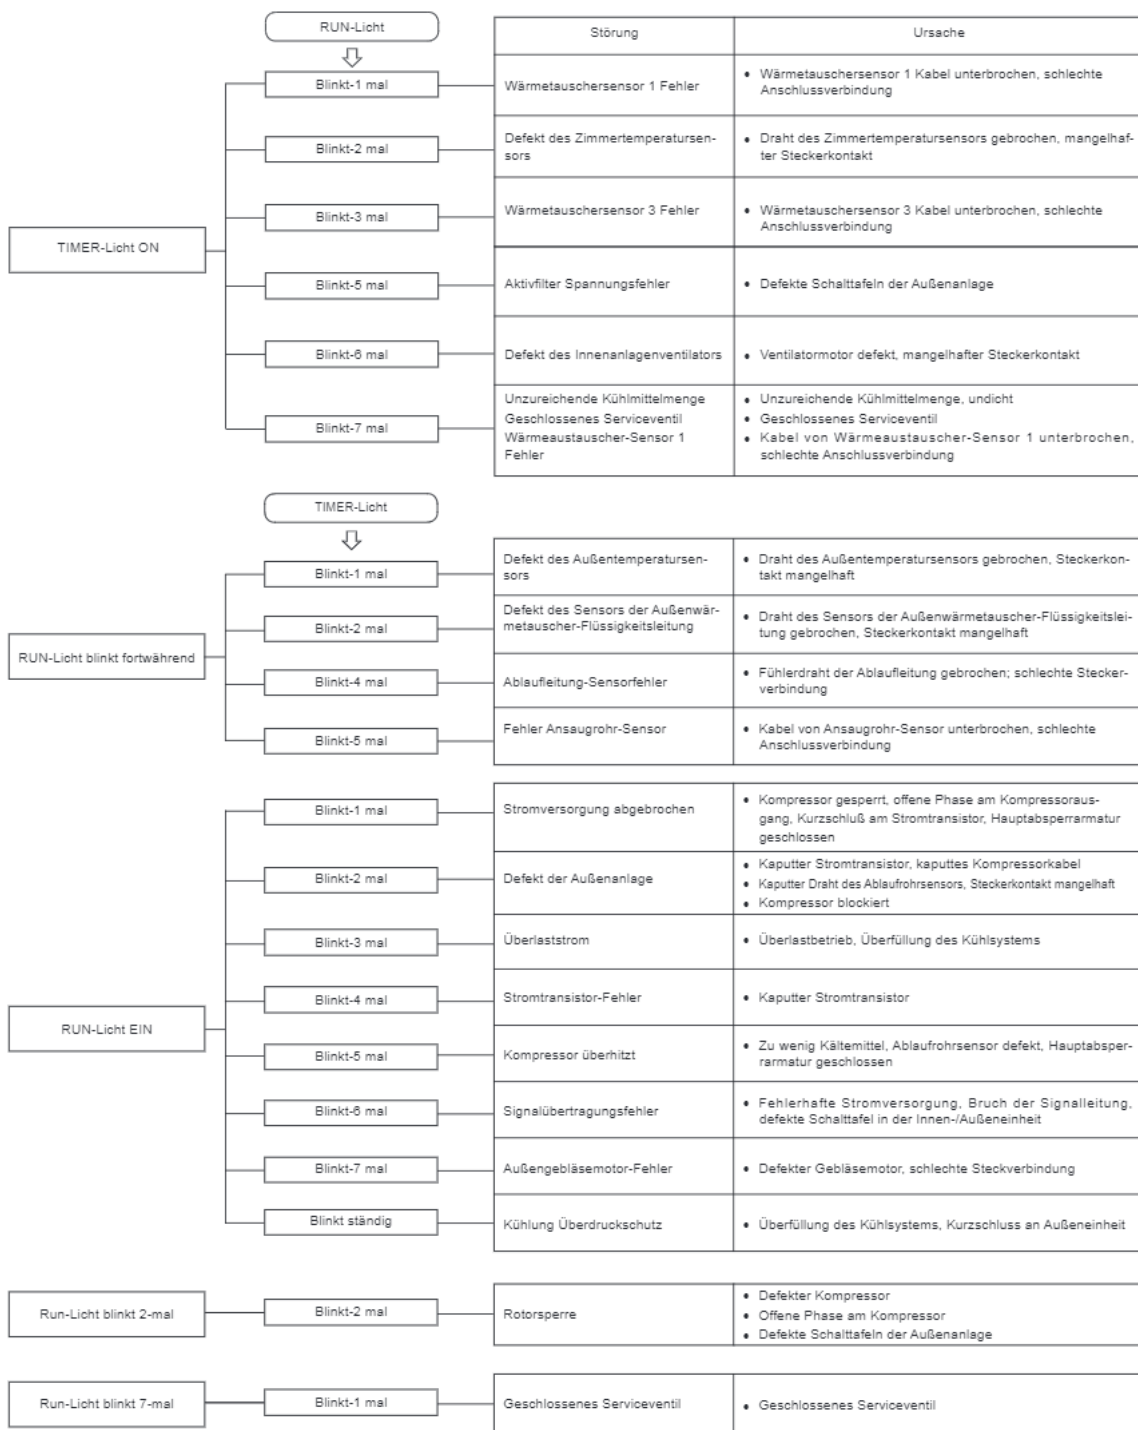 RUN-Licht
Störung
Ursache
TIMER-Licht ON
Blinkt-1 mal
Wärmetauschersensor 1 Fehler
• Wärmetauschersensor 1 Kabel unterbrochen, schlechte
Anschlussverbindung
Blinkt-2 mal
Defekt des Zimmertemperatursen-
sors
• Draht des Zimmertemperatursensors gebrochen, mangelhaf-
ter Steckerkontakt
Blinkt-3 mal
Wärmetauschersensor 3 Fehler
• Wärmetauschersensor 3 Kabel unterbrochen, schlechte
Anschlussverbindung
Blinkt-5 mal
Aktivfilter Spannungsfehler
• Defekte Schalttafeln der Außenanlage
Blinkt-6 mal
Defekt des Innenanlagenventilators
• Ventilatormotor defekt, mangelhafter Steckerkontakt
Blinkt-7 mal
Unzureichende Kühlmittelmenge
Geschlossenes Serviceventil
Wärmeaustauscher-Sensor 1
Fehler
• Unzureichende Kühlmittelmenge, undicht
• Geschlossenes Serviceventil
• Kabel von Wärmeaustauscher-Sensor 1 unterbrochen,
schlechte Anschlussverbindung
TIMER-Licht
RUN-Licht blinkt fortwährend
Blinkt-1 mal
Defekt des Außentemperatursen-
sors
• Draht des Außentemperatursensors gebrochen, Steckerkon-
takt mangelhaft
Blinkt-2 mal
Defekt des Sensors der Außenwär-
metauscher-Flüssigkeitsleitung
• Draht des Sensors der Außenwärmetauscher-Flüssigkeitslei-
tung gebrochen, Steckerkontakt mangelhaft
Blinkt-4 mal
Ablaufleitung-Sensorfehler
• Fühlerdraht der Ablaufleitung gebrochen; schlechte Stecker-
verbindung
Blinkt-5 mal
Fehler Ansaugrohr-Sensor
• Kabel von Ansaugrohr-Sensor unterbrochen, schlechte
Anschlussverbindung
RUN-Licht EIN
Blinkt-1 mal
Stromversorgung abgebrochen
• Kompressor gesperrt, offene Phase am Kompressoraus-
gang, Kurzschluß am Stromtransistor, Hauptabsperrarmatur
geschlossen
Blinkt-2 mal
Defekt der Außenanlage
• Kaputter Stromtransistor, kaputtes Kompressorkabel
• Kaputter Draht des Ablaufrohrsensors, Steckerkontakt mangelhaft
• Kompressor blockiert
Blinkt-3 mal
Überlaststrom
• Überlastbetrieb, Überfüllung des Kühlsystems
Blinkt-4 mal
Stromtransistor-Fehler
• Kaputter Stromtransistor
Blinkt-5 mal
Kompressor überhitzt
• Zu wenig Kältemittel, Ablaufrohrsensor defekt, Hauptabsper-
rarmatur geschlossen
Blinkt-6 mal
Signalübertragungsfehler
• Fehlerhafte Stromversorgung, Bruch der Signalleitung,
defekte Schalttafel in der Innen-/Außeneinheit
Blinkt-7 mal
Außengebläsemotor-Fehler
• Defekter Gebläsemotor, schlechte Steckverbindung
Blinkt ständig
Kühlung Überdruckschutz
• Überfüllung des Kühlsystems, Kurzschluss an Außeneinheit
Run-Licht blinkt 2-mal
Blinkt-2 mal
Rotorsperre
• Defekter Kompressor
• Offene Phase am Kompressor
• Defekte Schalttafeln der Außenanlage
Run-Licht blinkt 7-mal
Blinkt-1 mal
Geschlossenes Serviceventil
• Geschlossenes Serviceventil